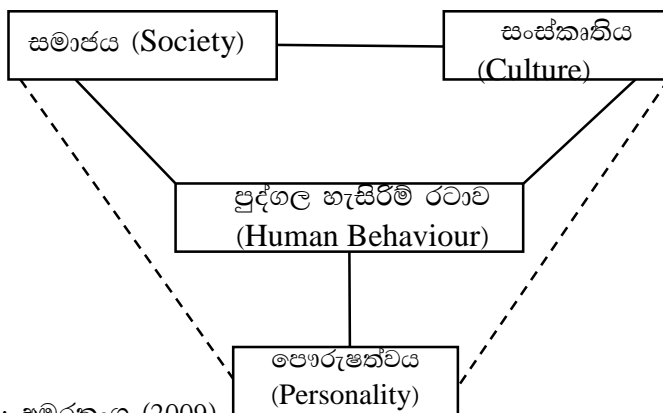 සමාජය (Society)
සංස්කෘතිය
(Culture)
පුද්ගල හැසිරිම් රටාව
(Human Behaviour)
පෞරුෂත්වය
(Personality)
(2009)